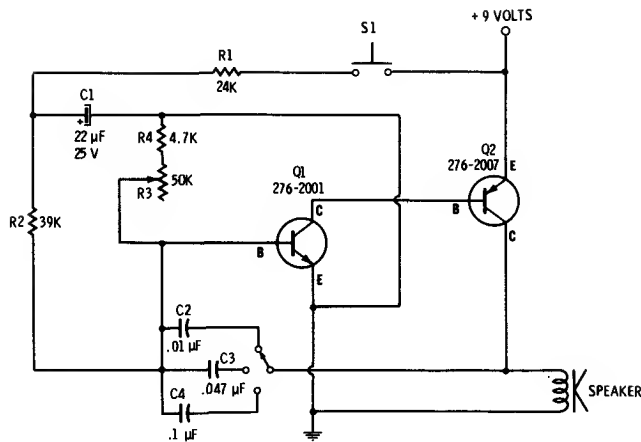 +9 VOLTS
S1
R1
24K
C1
+
22 µF
25 V
R4 4.7K
R3 50K
Q1
276-2001
Q2
276-2007
E
C
B
B
C
E
R2 39K
C2
.01 µF
C3
.047 µF
C4
.1 µF
SPEAKER